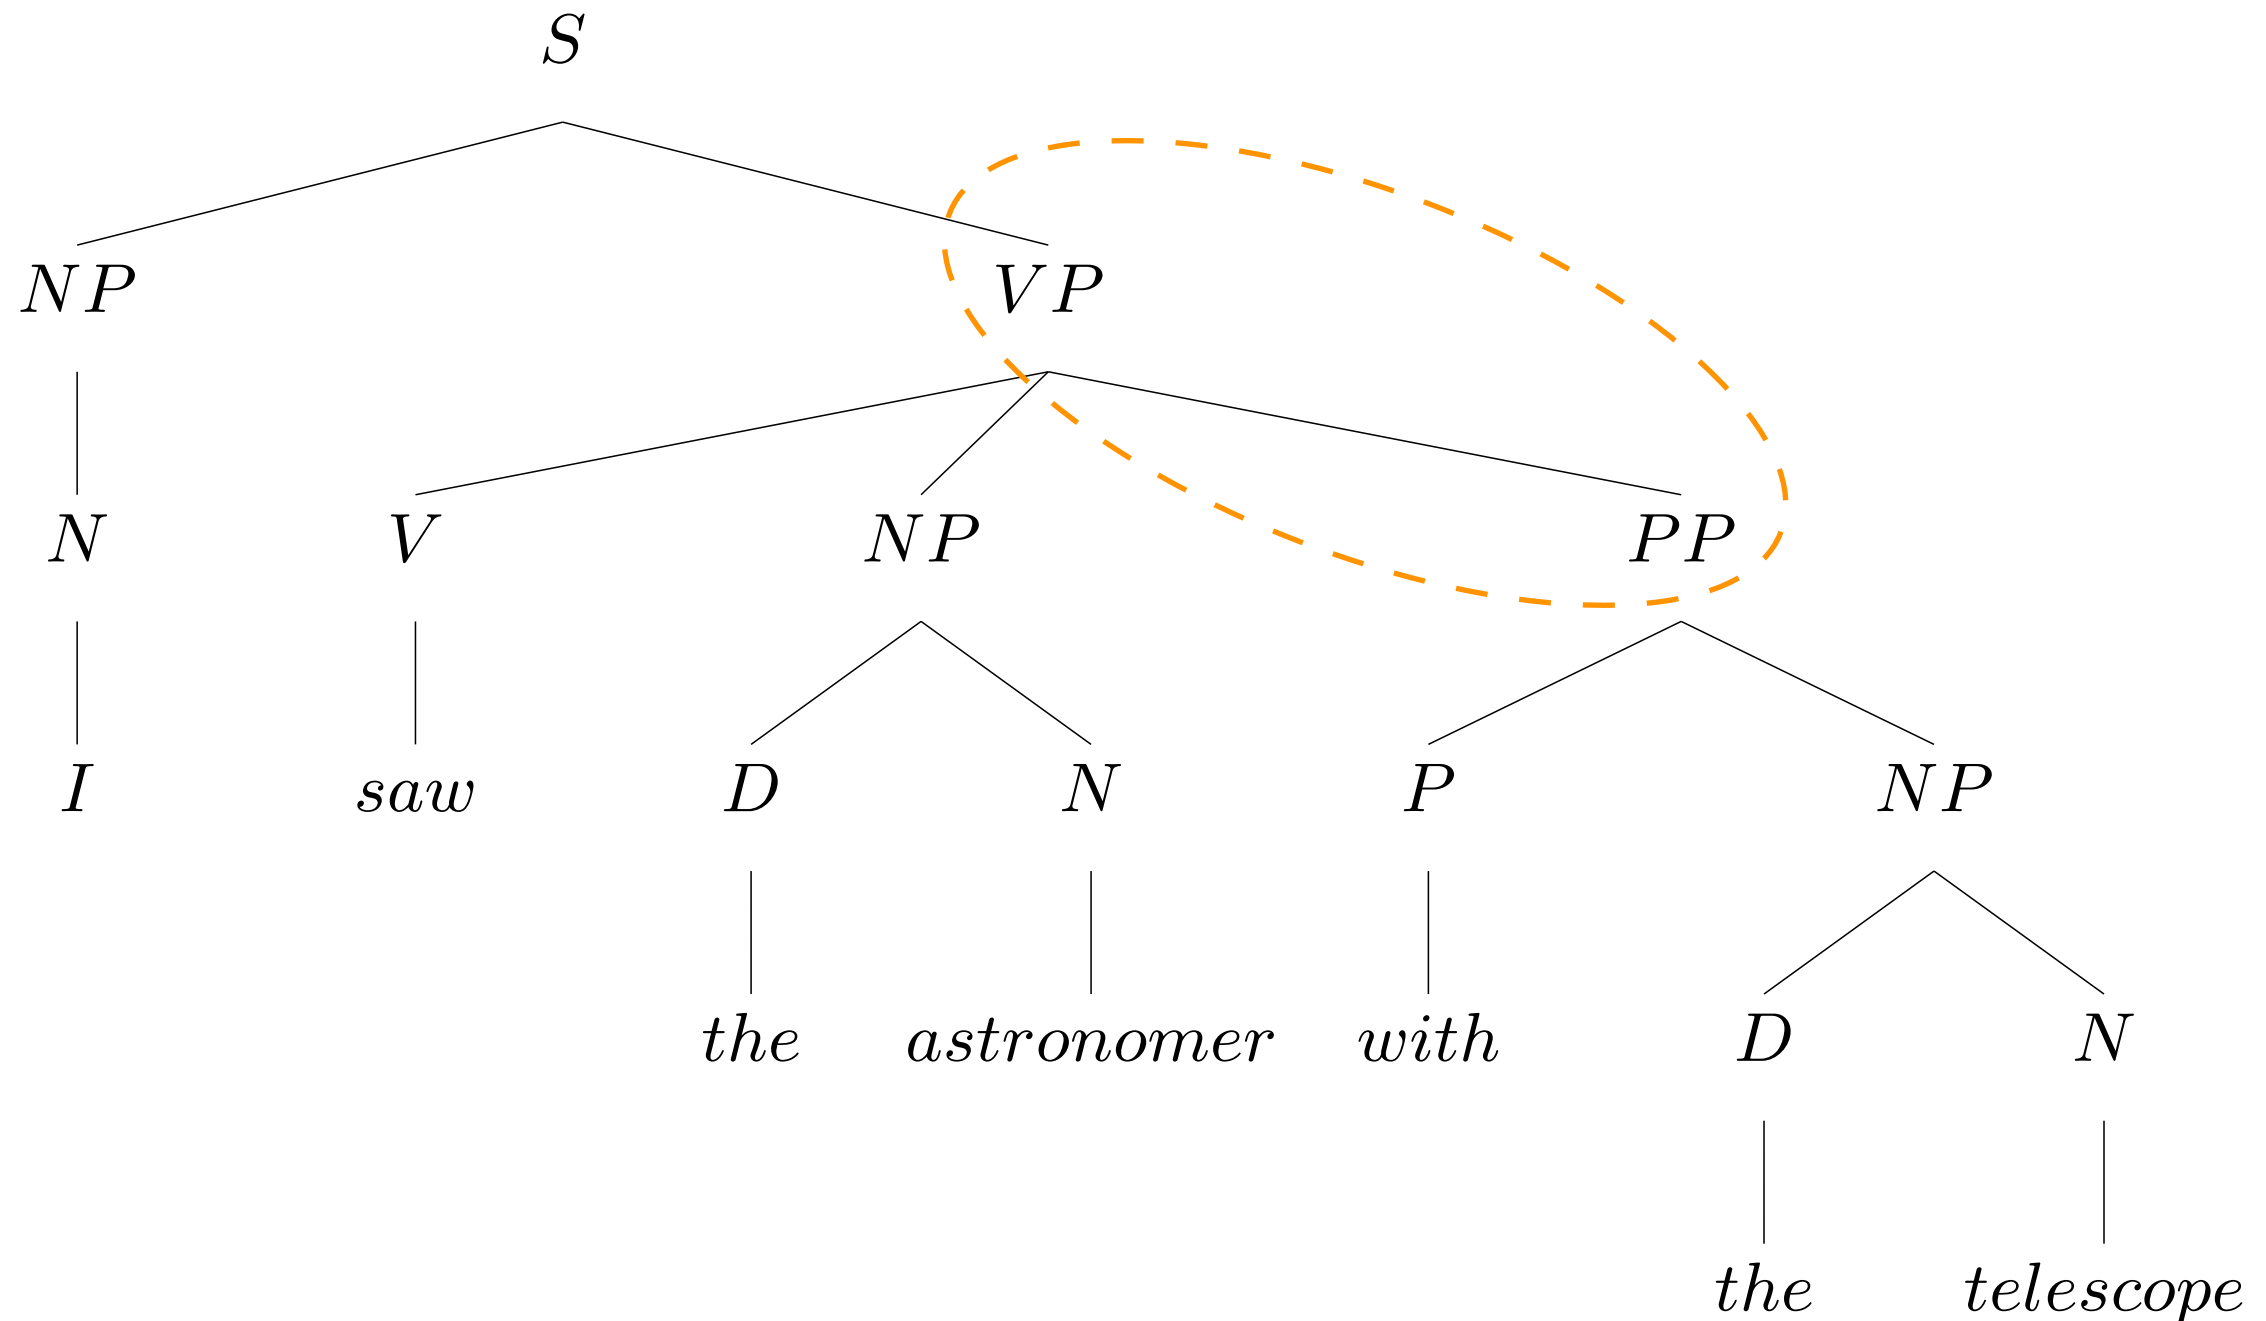 S
NP VP
N V NP PP
I saw D N P NP
the astronomer with D N
the telescope